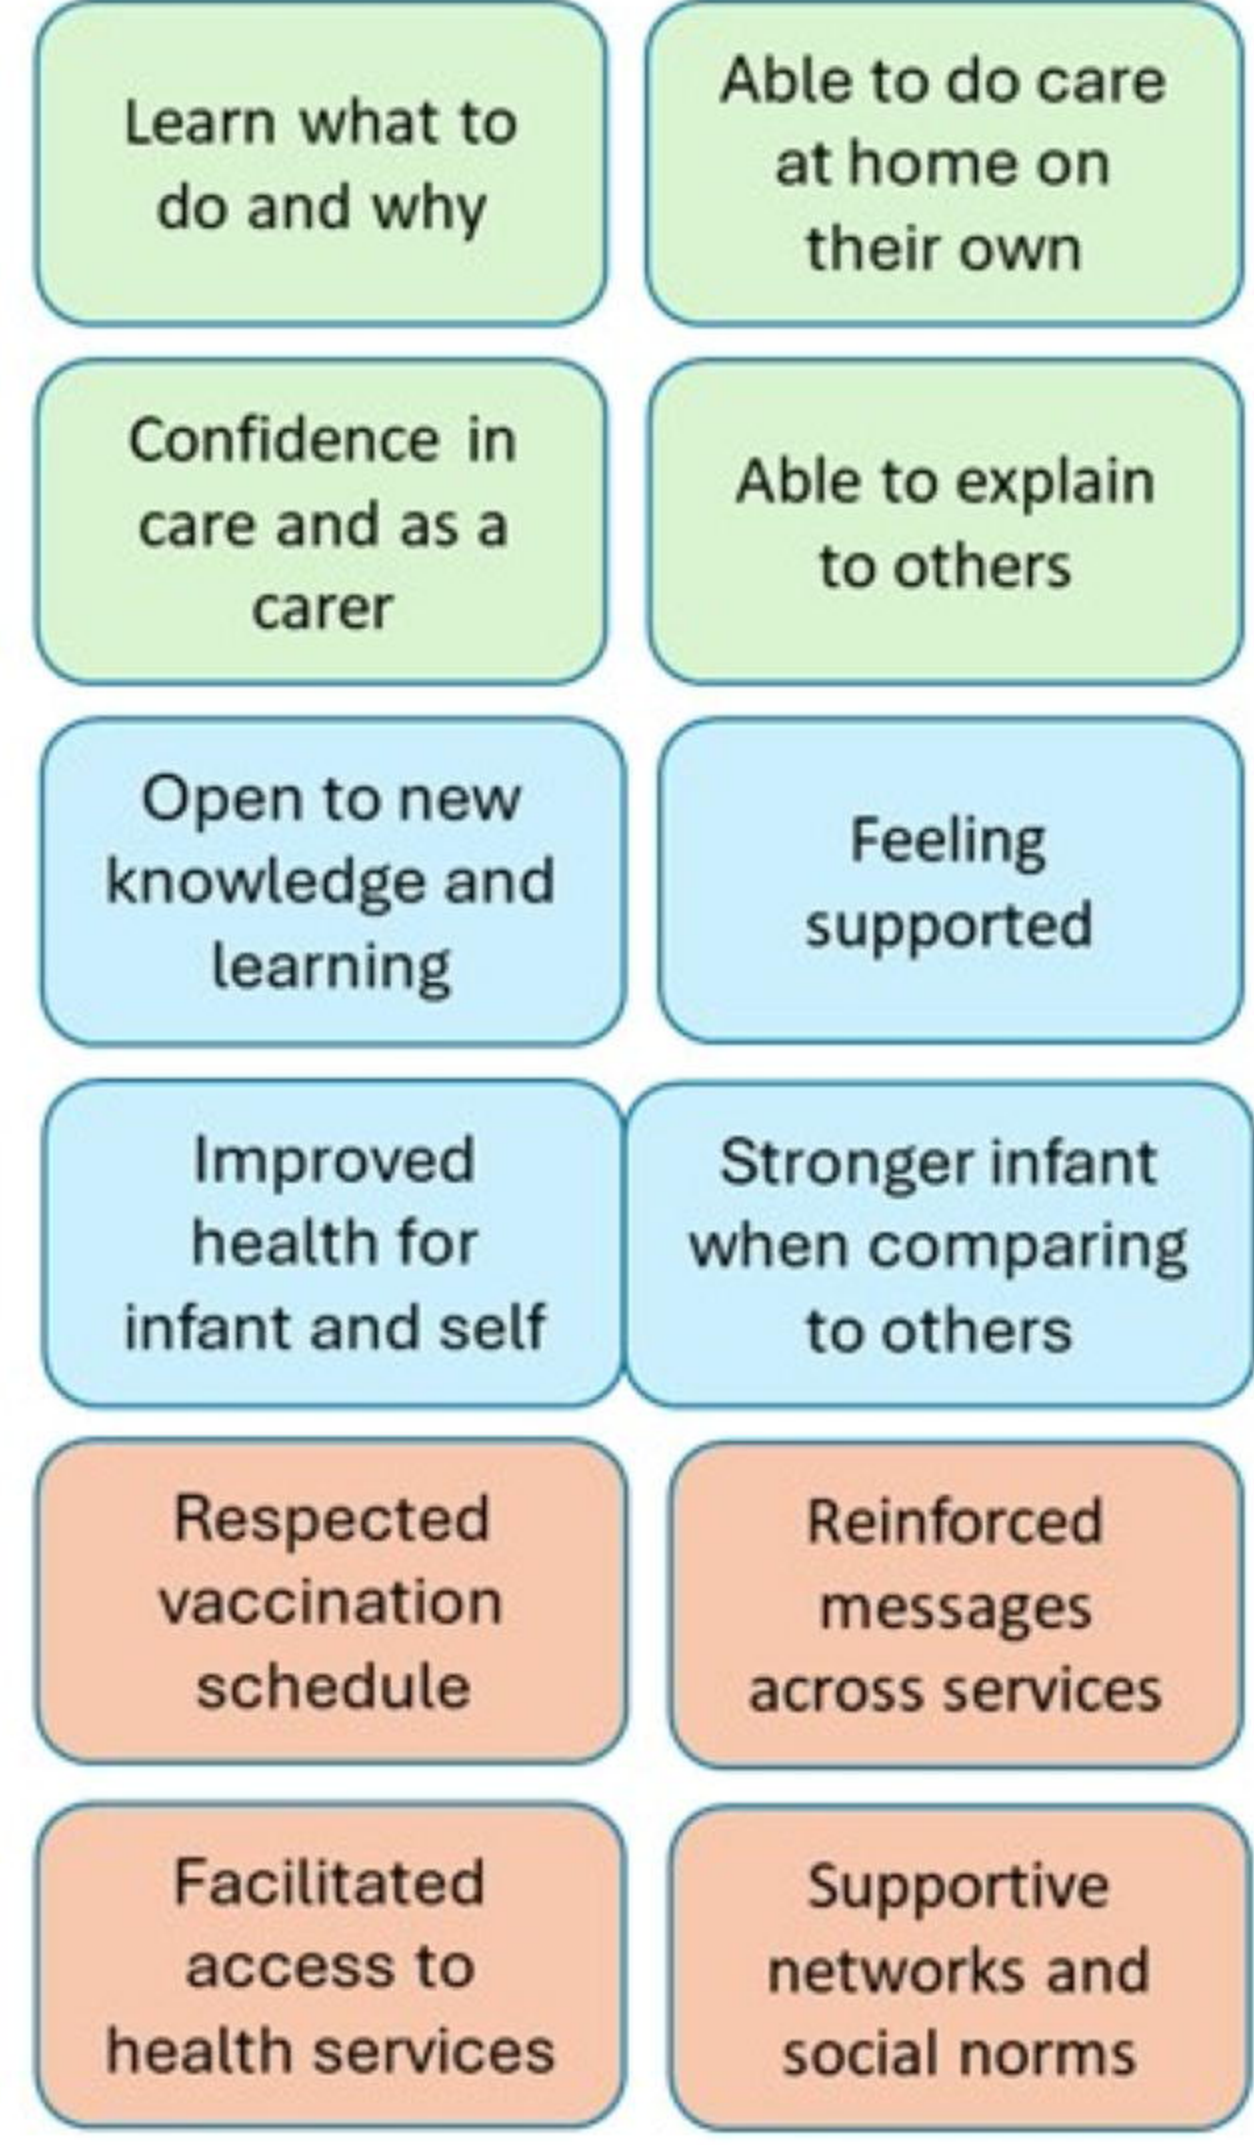 Learn what to
do and why
Able to do care
at home on
their own
Confidence in
care and as a
carer
Able to explain
to others
Open to new
knowledge and
learning
Feeling
supported
Improved
health for
infant and self
Stronger infant
when comparing
to others
Respected
vaccination
schedule
Reinforced
messages
across services
Facilitated
access to
health services
Supportive
networks and
social norms